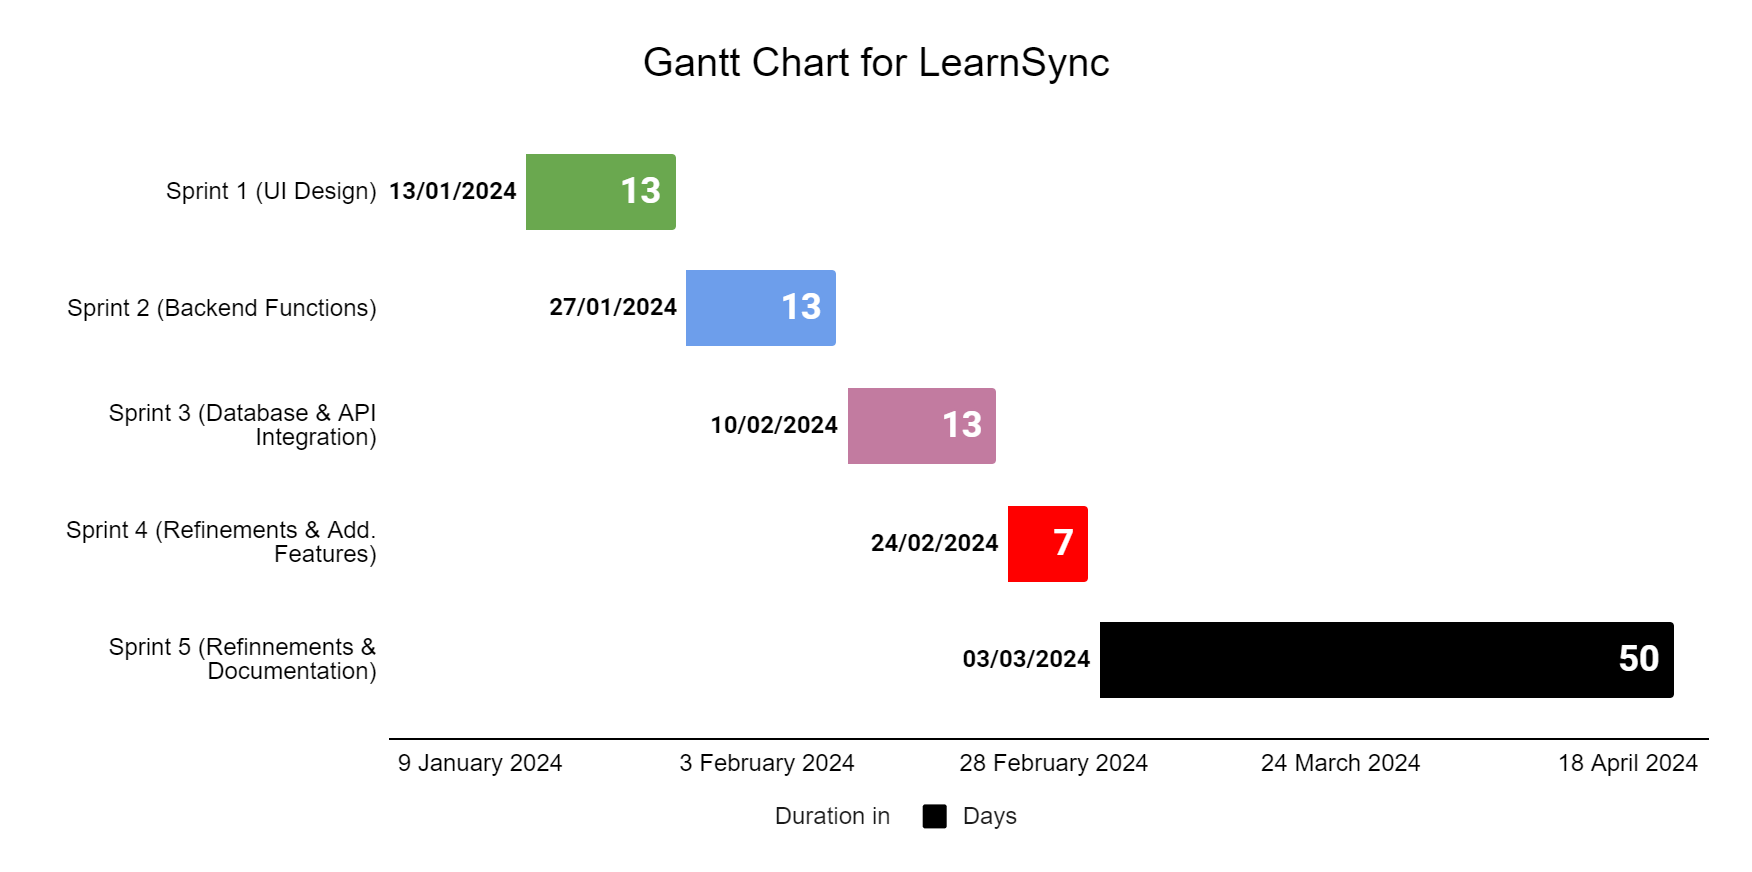 Gantt Chart for LearnSync
Sprint 1 (UI Design) 13/01/2024 13
Sprint 2 (Backend Functions) 27/01/2024 13
Sprint 3 (Database & API
Integration)
10/02/2024 13
Sprint 4 (Refinements & Add.
Features)
24/02/2024 7
Sprint 5 (Refinnements &
Documentation)
03/03/2024 50
9 January 2024 3 February 2024 28 February 2024 24 March 2024 18 April 2024
Duration in Days